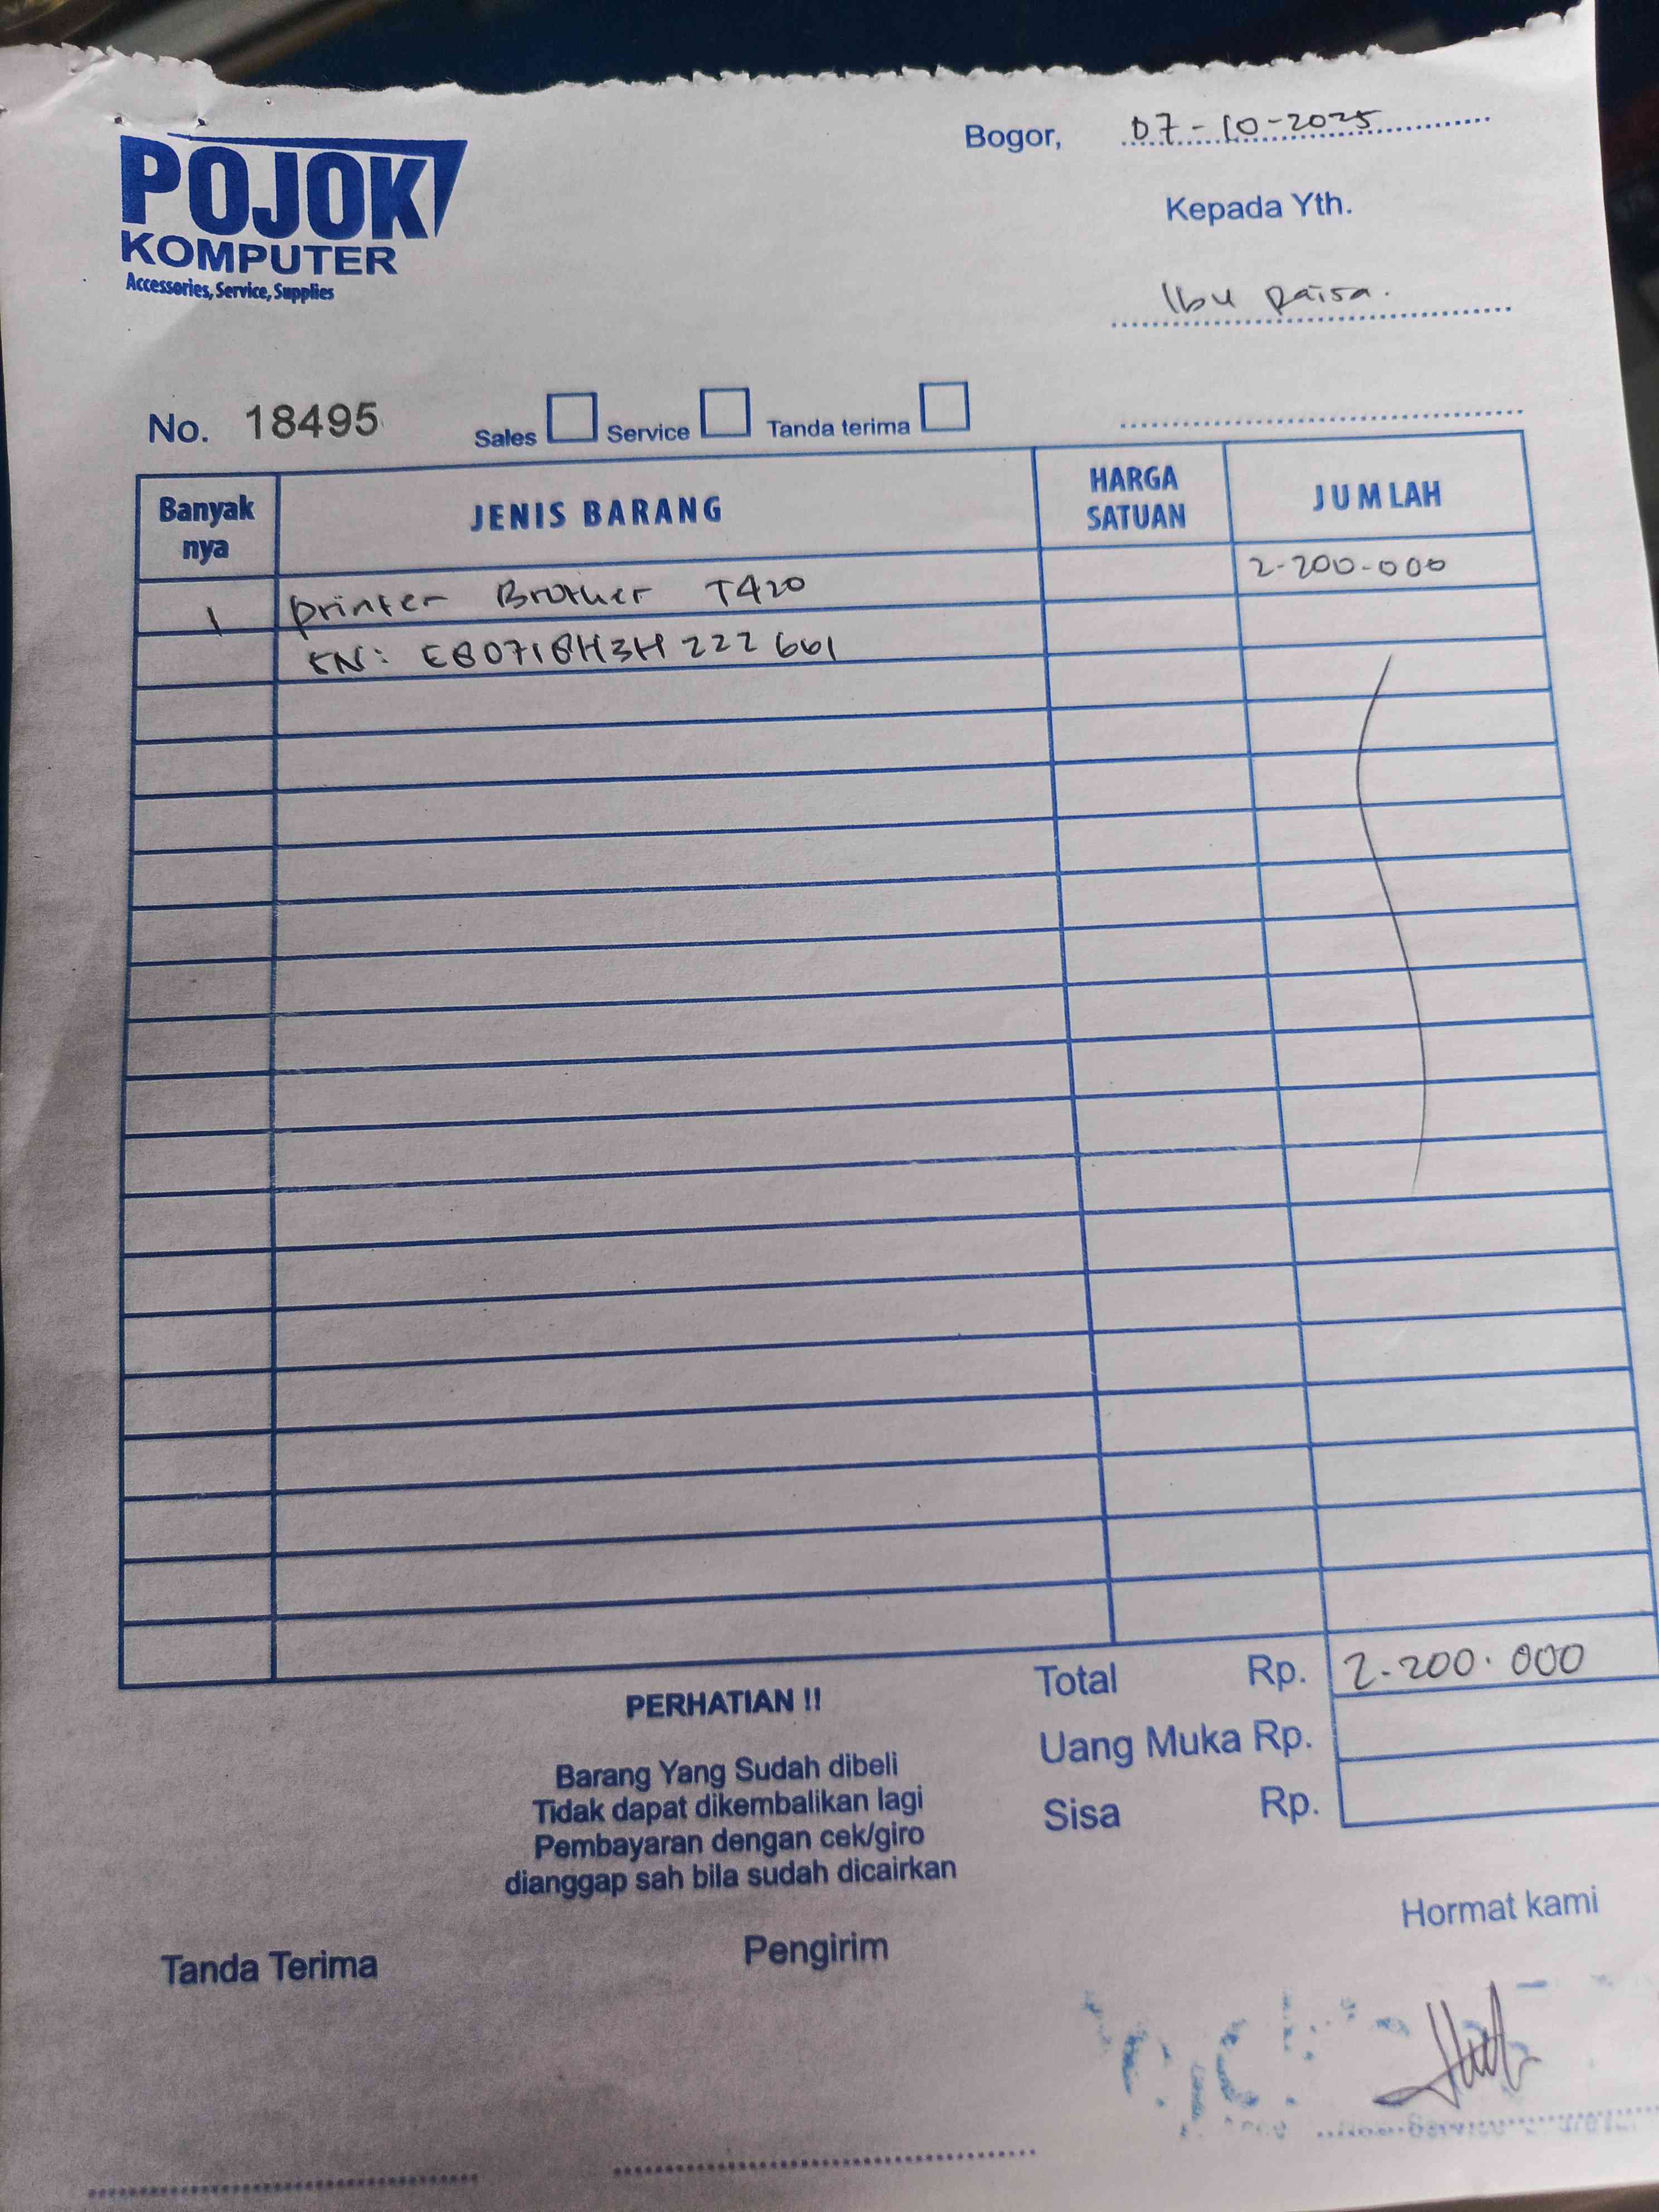 POJOK
KOMPUTER
Accessories, Service, Supplies
Bogor, 07-10-2025
Kepada Yth.
Ibu Raisa.
No. 18495
Sales Service Tanda terima
Banyak nya JENIS BARANG HARGA SATUAN JUMLAH
1 printer Brother T420 2-200-000
SN: E80718H3H222661
Total Rp. 2-200.000
Uang Muka Rp.
Sisa Rp.
PERHATIAN !!
Barang Yang Sudah dibeli
Tidak dapat dikembalikan lagi
Pembayaran dengan cek/giro
dianggap sah bila sudah dicairkan
Tanda Terima
Pengirim
Hormat kami